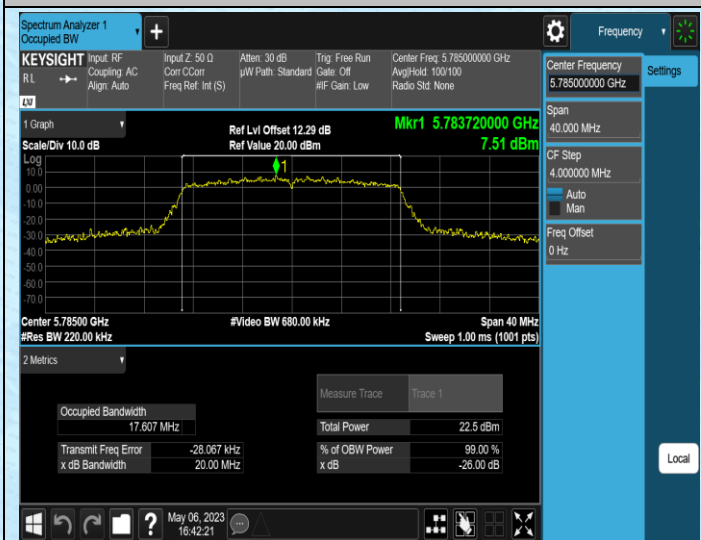 Spectrum Analyzer 1
Occupied BW
Frequency
KEYSIGHT
RL
LXI
Input: RF
Coupling: AC
Align: Auto
Input Z: 50 Ω
Corr CCorr
Freq Ref: Int (S)
Atten: 30 dB
µW Path: Standard
Trig: Free Run
Gate: Off
#IF Gain: Low
Center Freq: 5.785000000 GHz
Avg|Hold: 100/100
Radio Std: None
Center Frequency
5.785000000 GHz
Settings
Span
40.000 MHz
CF Step
4.000000 MHz
Auto
Man
Freq Offset
0 Hz
1 Graph
Scale/Div 10.0 dB
Ref Lvl Offset 12.29 dB
Ref Value 20.00 dBm
Mkr1 5.783720000 GHz
7.51 dBm
Log
10.0
0.00
-10.0
-20.0
-30.0
-40.0
-50.0
-60.0
-70.0
1
Center 5.78500 GHz
#Res BW 220.00 kHz
#Video BW 680.00 kHz
Span 40 MHz
Sweep 1.00 ms (1001 pts)
2 Metrics
Measure Trace
Trace 1
Occupied Bandwidth
17.607 MHz
Total Power
22.5 dBm
Transmit Freq Error
-28.067 kHz
% of OBW Power
99.00 %
x dB Bandwidth
20.00 MHz
x dB
-26.00 dB
Local
?
May 06, 2023
16:42:21